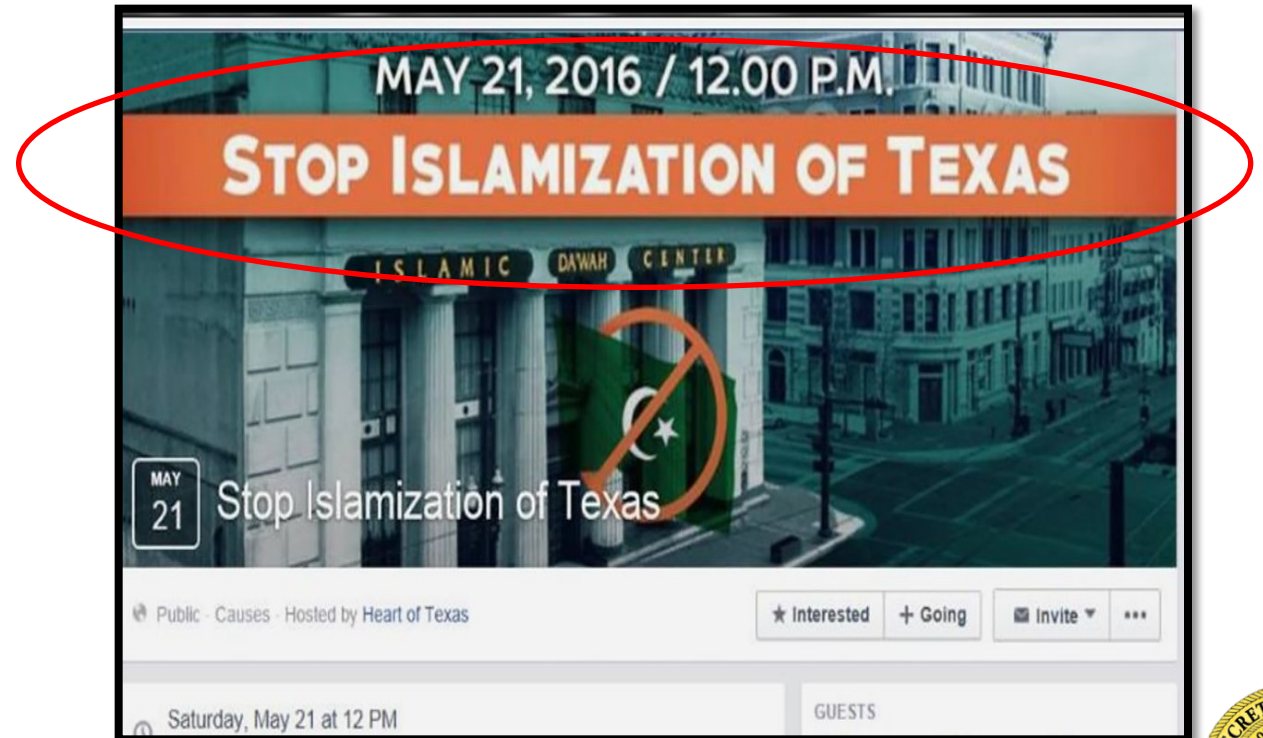 MAY 21, 2016 / 12.00 P.M.
STOP ISLAMIZATION OF TEXAS
ISLAMIC DA'WAH CENTER
MAY
21
Stop Islamization of Texas
Public · Causes · Hosted by Heart of Texas
Interested
+ Going
Invite
Saturday, May 21 at 12 PM
GUESTS